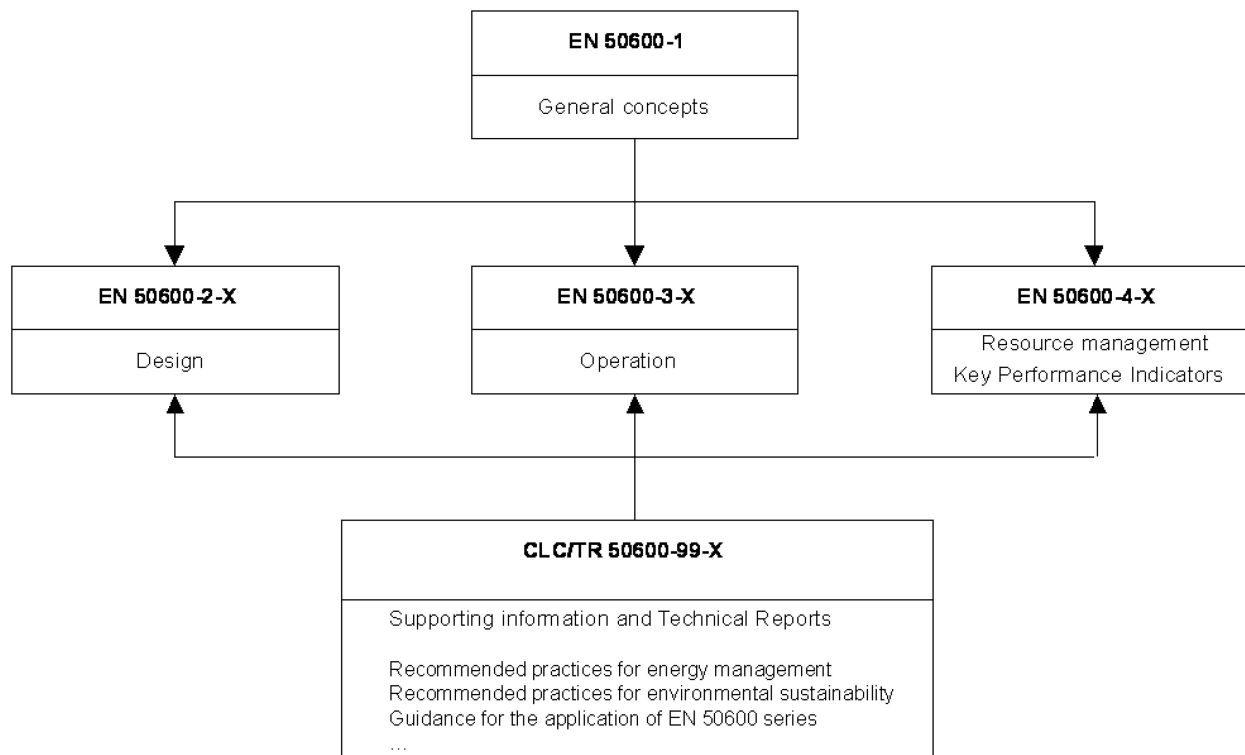 EN 50600-1
General concepts
EN 50600-2-X
Design
EN 50600-3-X
Operation
EN 50600-4-X
Resource management
Key Performance Indicators
CLC/TR 50600-99-X
Supporting information and Technical Reports
Recommended practices for energy management
Recommended practices for environmental sustainability
Guidance for the application of EN 50600 series
...